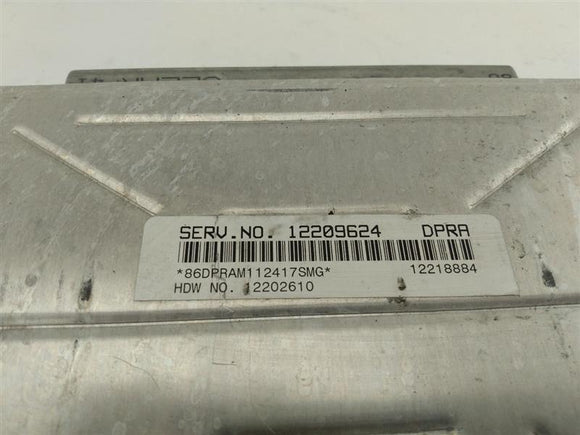 SERV.NO. 12209624 DPRA
*86DPRAM112417SMG* 12218884
HDW NO. 12202610